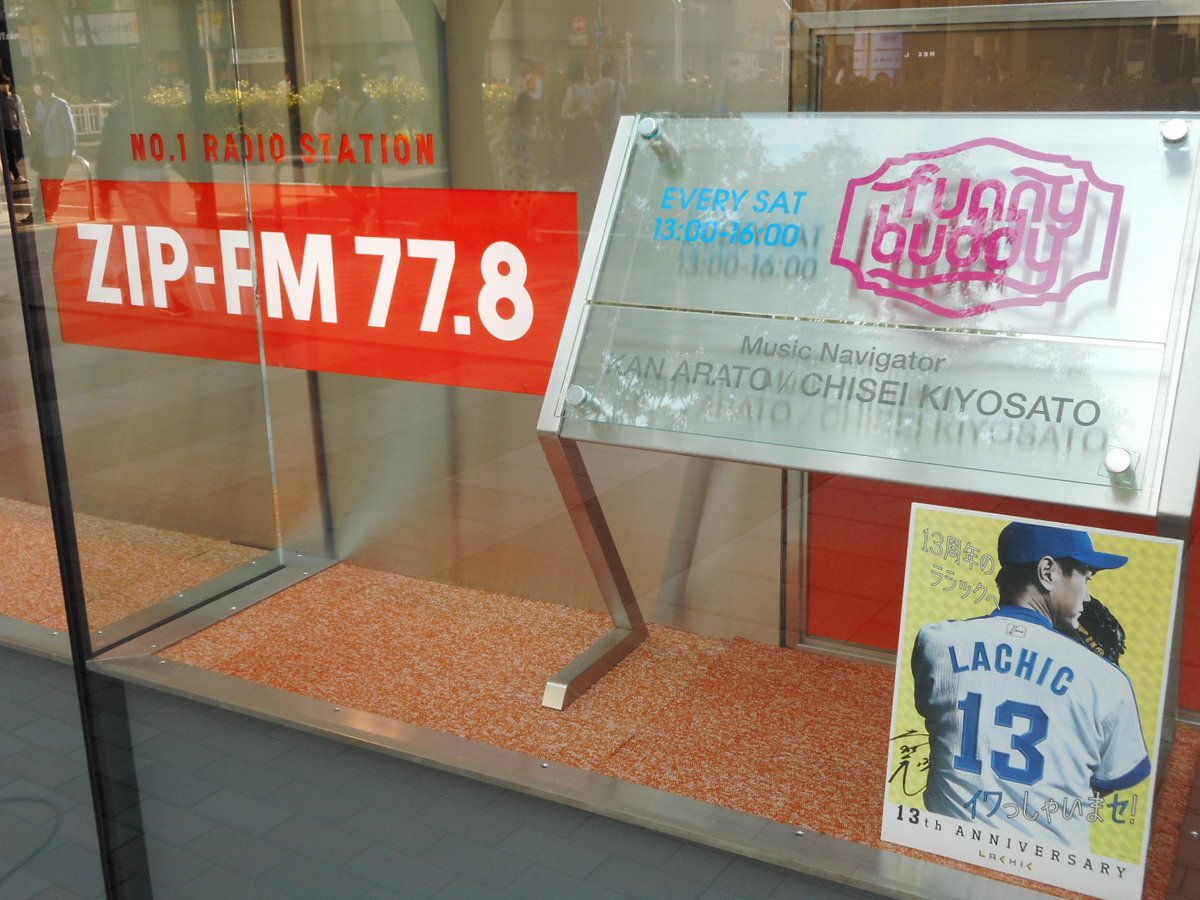 NO.1 RADIO STATION
ZIP-FM 77.8
EVERY SAT
13:00-16:00
funny
buddy
Music Navigator
KAN ARATO / CHISEI KIYOSATO
13周年の
ラシックへ
LACHIC
13
イワっしゃいまセ!
13th ANNIVERSARY
LACHIC